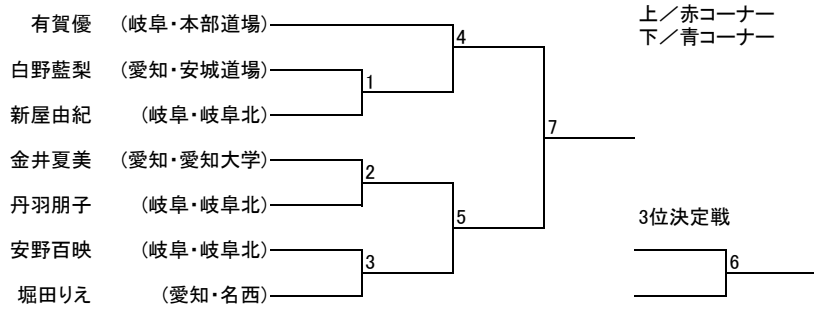 有賀優 (岐阜・本部道場)
上／赤コーナー
下／青コーナー
4
白野藍梨 (愛知・安城道場)
1
新屋由紀 (岐阜・岐阜北)
7
金井夏美 (愛知・愛知大学)
2
丹羽朋子 (岐阜・岐阜北)
5
3位決定戦
安野百映 (岐阜・岐阜北)
3
6
堀田りえ (愛知・名西)